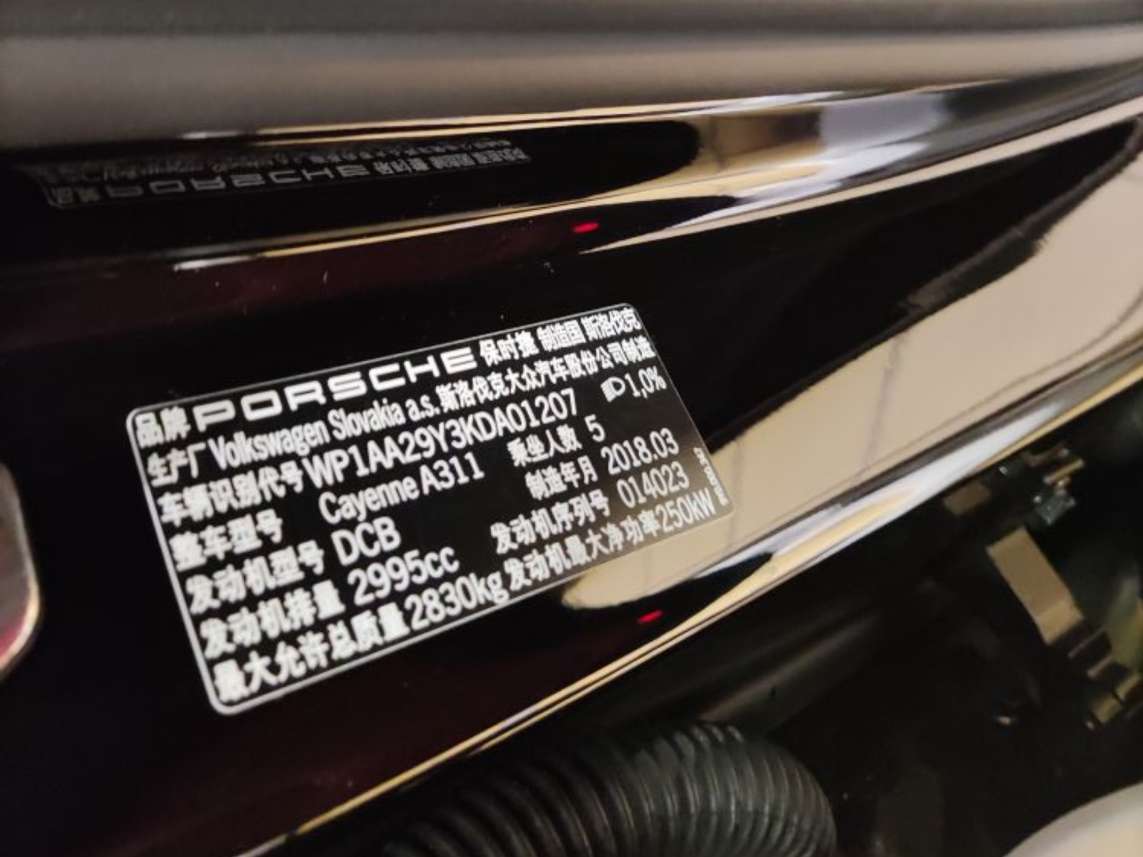 品牌 PORSCHE 保时捷 制造国 斯洛伐克
生产厂 Volkswagen Slovakia a.s. 斯洛伐克大众汽车股份公司制造
车辆识别代号 WP1AA29Y3KDA01207 1,0%
整车型号 Cayenne A311 乘坐人数 5
发动机型号 DCB 制造年月 2018.03
发动机排量 2995cc 发动机序列号 014023
最大允许总质量 2830kg 发动机最大净功率 250kW